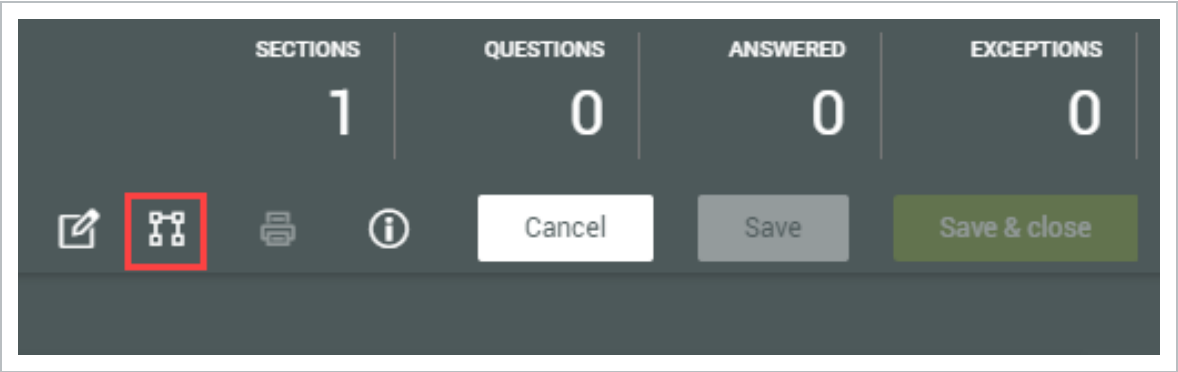 SECTIONS QUESTIONS ANSWERED EXCEPTIONS
1 0 0 0
Cancel Save Save & close